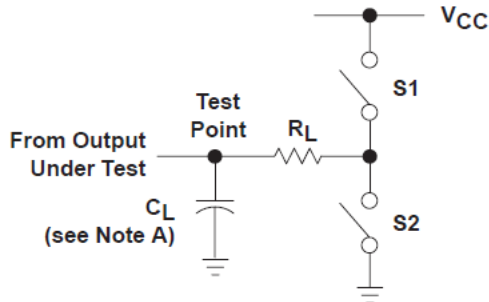 VCC
S1
Test
Point
RL
From Output
Under Test
CL
(see Note A)
S2